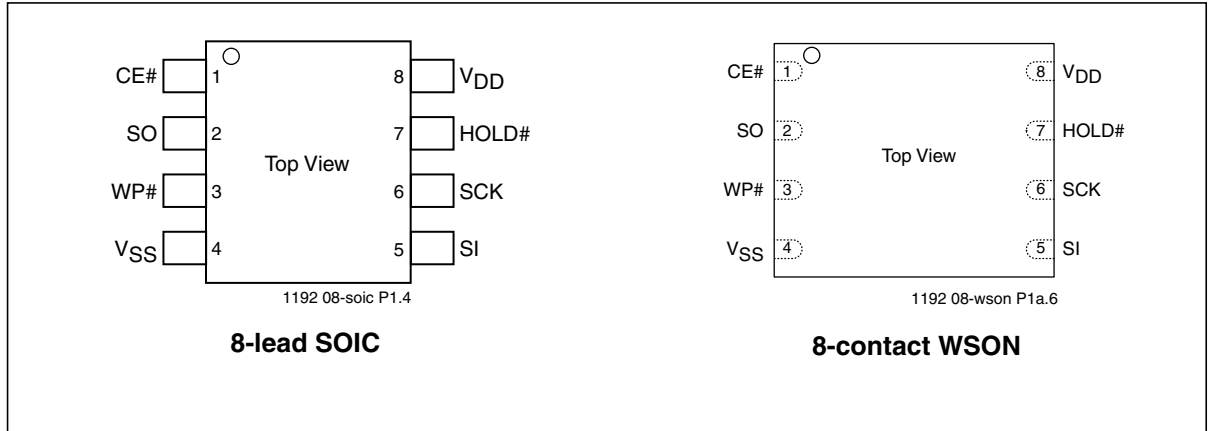 CE# 1 8 VDD
SO 2 7 HOLD#
Top View
WP# 3 6 SCK
VSS 4 5 SI
1192 08-soic P1.4
8-lead SOIC
CE# 1 8 VDD
SO 2 7 HOLD#
Top View
WP# 3 6 SCK
VSS 4 5 SI
1192 08-wson P1a.6
8-contact WSON